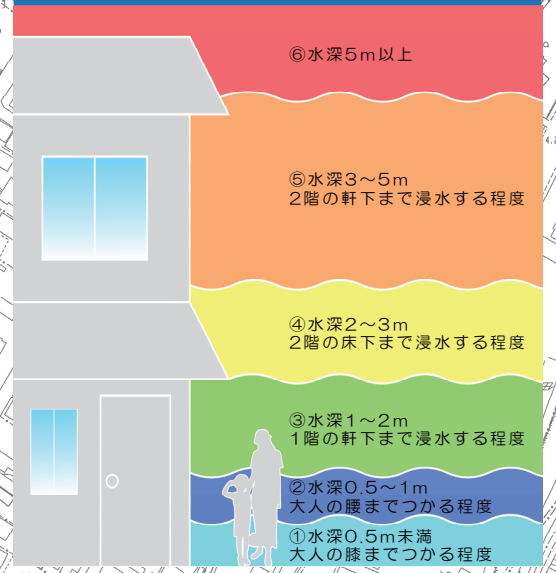 ⑥水深5m以上
⑤水深3～5m
2階の軒下まで浸水する程度
④水深2～3m
2階の床下まで浸水する程度
③水深1～2m
1階の軒下まで浸水する程度
②水深0.5～1m
大人の腰までつかる程度
①水深0.5m未満
大人の膝までつかる程度